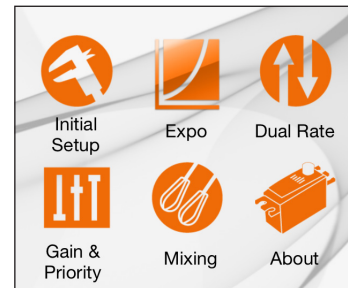 Initial
Setup
Expo
Dual Rate
Gain &
Priority
Mixing
About